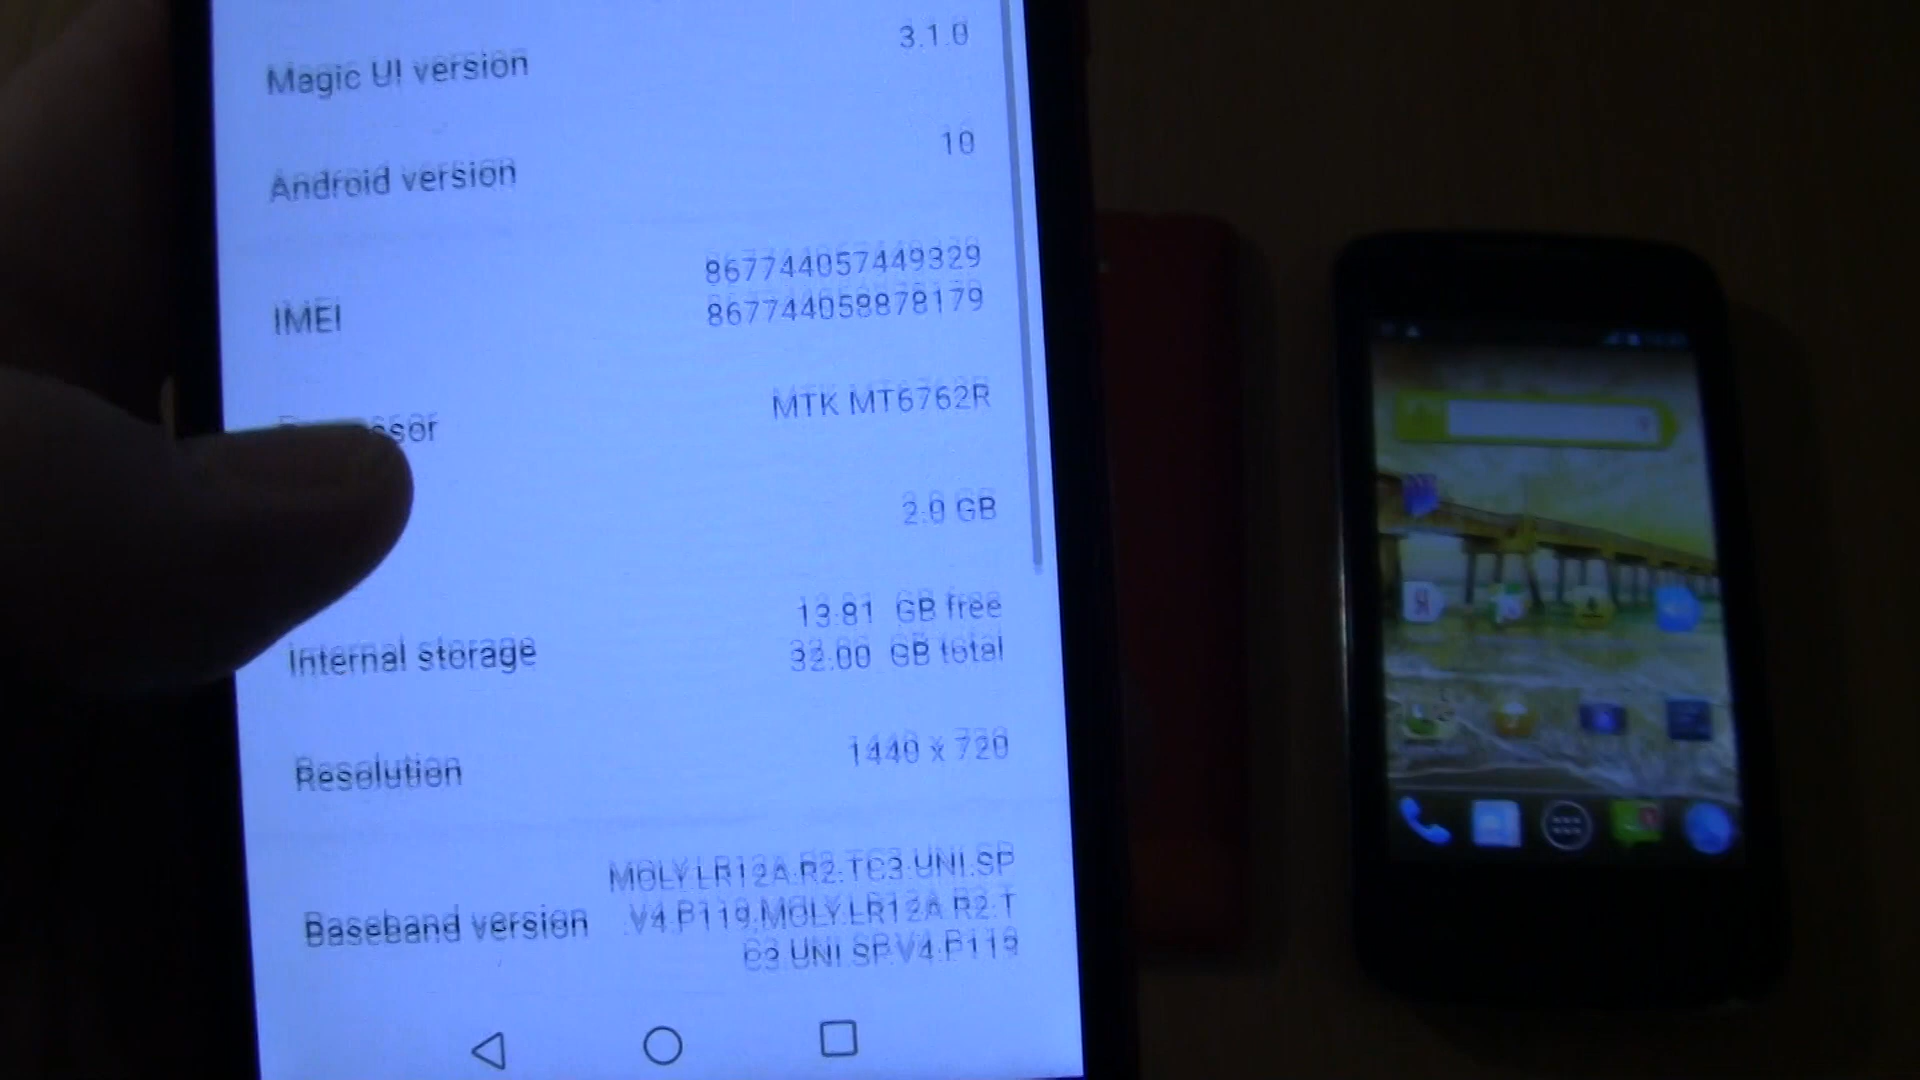 3.1.0
Magic UI version
10
Android version
867744057449329
867744058878179
IMEI
MTK MT6762R
2.0 GB
13.81 GB free
Internal storage
32.00 GB total
1440 x 720
Resolution
MOLY.LR12A.R2.TC3.UNI.SP
Baseband version
.V4.P119,MOLY.LR12A.R2.T
C3.UNI.SP.V4.P119